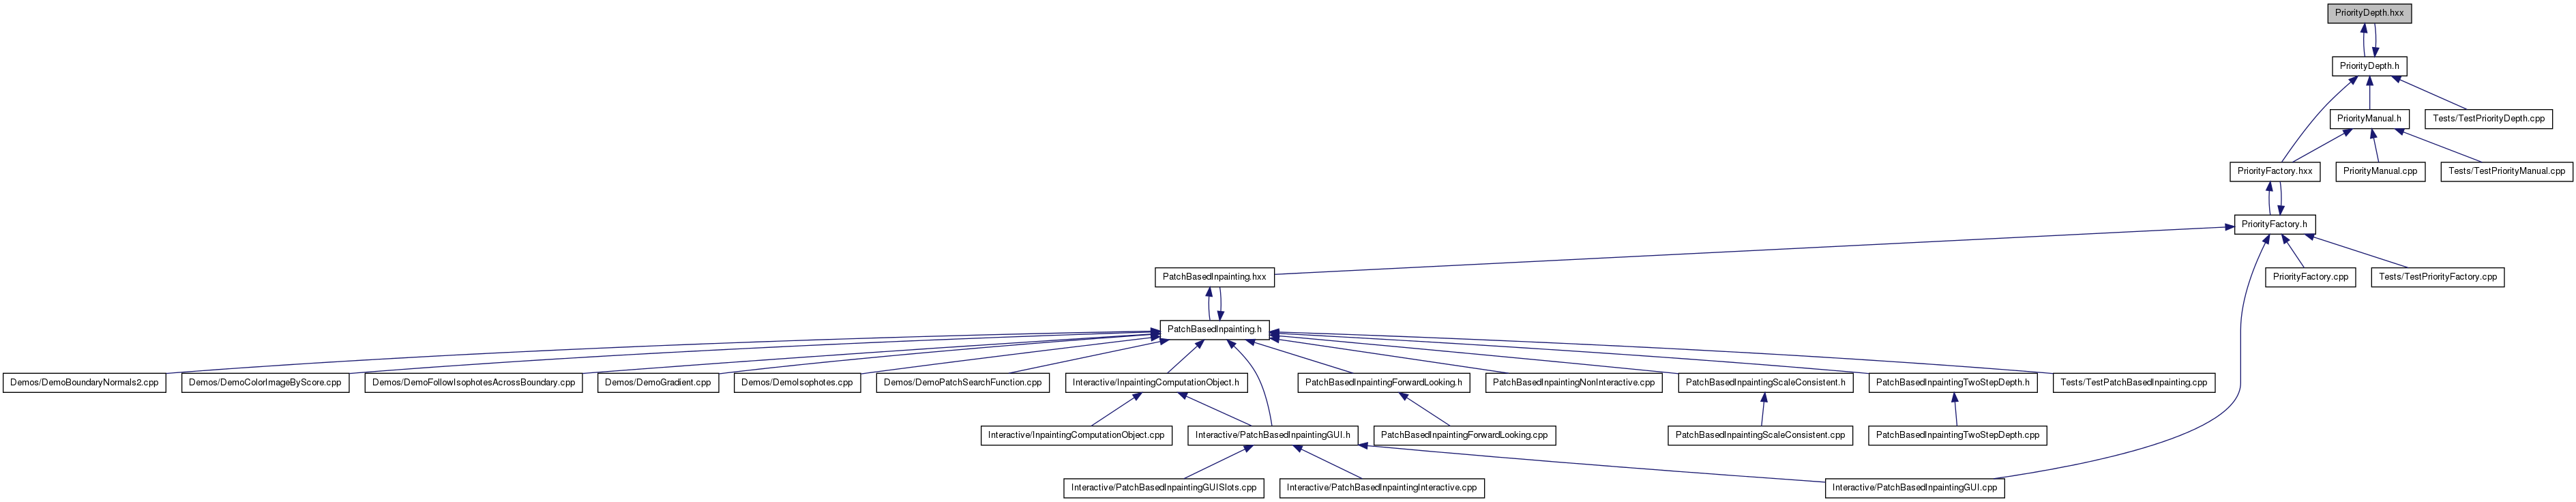 PriorityDepth.hxx
PriorityDepth.h
PriorityManual.h
Tests/TestPriorityDepth.cpp
PriorityFactory.hxx
PriorityManual.cpp
Tests/TestPriorityManual.cpp
PriorityFactory.h
PatchBasedInpainting.hxx
PriorityFactory.cpp
Tests/TestPriorityFactory.cpp
PatchBasedInpainting.h
Demos/DemoBoundaryNormals2.cpp
Demos/DemoColorImageByScore.cpp
Demos/DemoFollowIsophotesAcrossBoundary.cpp
Demos/DemoGradient.cpp
Demos/DemoIsophotes.cpp
Demos/DemoPatchSearchFunction.cpp
Interactive/InpaintingComputationObject.h
PatchBasedInpaintingForwardLooking.h
PatchBasedInpaintingNonInteractive.cpp
PatchBasedInpaintingScaleConsistent.h
PatchBasedInpaintingTwoStepDepth.h
Tests/TestPatchBasedInpainting.cpp
Interactive/InpaintingComputationObject.cpp
Interactive/PatchBasedInpaintingGUI.h
PatchBasedInpaintingForwardLooking.cpp
PatchBasedInpaintingScaleConsistent.cpp
PatchBasedInpaintingTwoStepDepth.cpp
Interactive/PatchBasedInpaintingGUISlots.cpp
Interactive/PatchBasedInpaintingInteractive.cpp
Interactive/PatchBasedInpaintingGUI.cpp